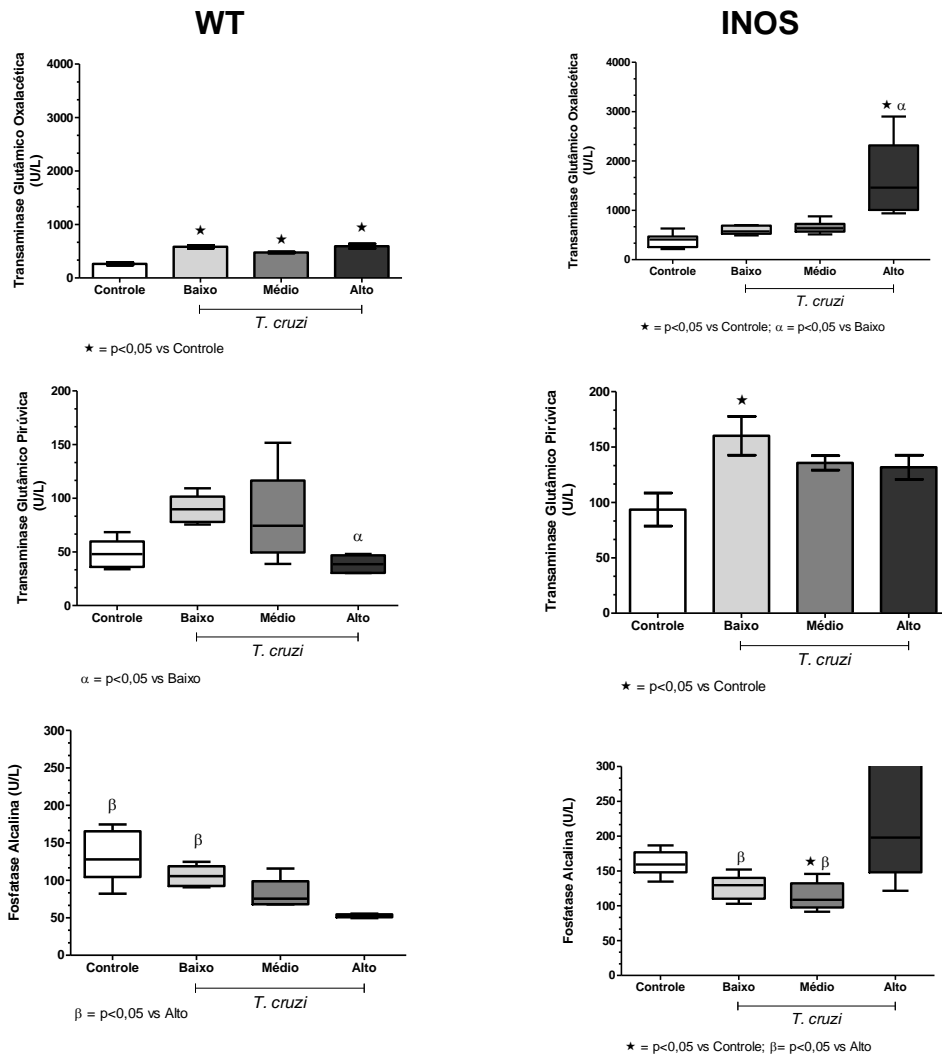 WT
INOS
Transaminase Glutâmico Oxalacética
(U/L)
4000
3000
2000
1000
0
★
★
★
Controle Baixo Médio Alto
T. cruzi
★ = p<0,05 vs Controle
Transaminase Glutâmico Oxalacética
(U/L)
4000
3000
2000
1000
0
★ α
Controle Baixo Médio Alto
T. cruzi
★ = p<0,05 vs Controle; α = p<0,05 vs Baixo
Transaminase Glutâmico Pirúvica
(U/L)
200
150
100
50
0
α
Controle Baixo Médio Alto
T. cruzi
α = p<0,05 vs Baixo
Transaminase Glutâmico Pirúvica
(U/L)
200
150
100
50
0
★
Controle Baixo Médio Alto
T. cruzi
★ = p<0,05 vs Controle
Fosfatase Alcalina (U/L)
300
250
200
150
100
50
0
β
β
Controle Baixo Médio Alto
T. cruzi
β = p<0,05 vs Alto
Fosfatase Alcalina (U/L)
300
250
200
150
100
50
0
β
★ β
Controle Baixo Médio Alto
T. cruzi
★ = p<0,05 vs Controle; β= p<0,05 vs Alto